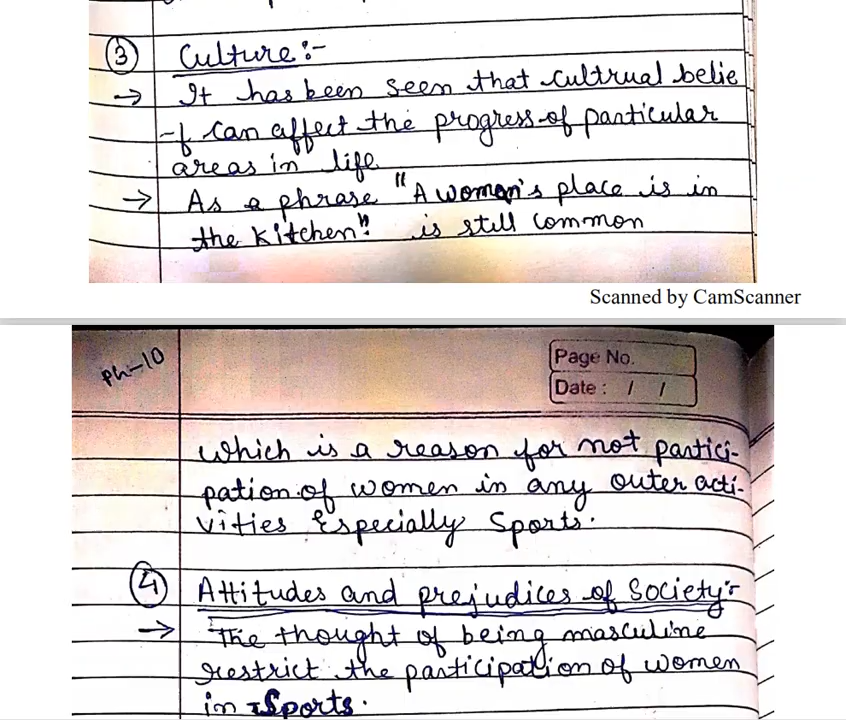 ③ Culture :-
→ It has been seen that cultrual belie
-f can affect the progress of particular
areas in life
→ As a phrase "A women's place is in
the kitchen". is still common
Scanned by CamScanner
Ph-10
Page No.
Date : / /
which is a reason for not partici-
pation of women in any outer acti-
vities Especially Sports.
④ Attitudes and prejudices of Society :-
→ The thought of being masculine
restrict the participation of women
in Sports.